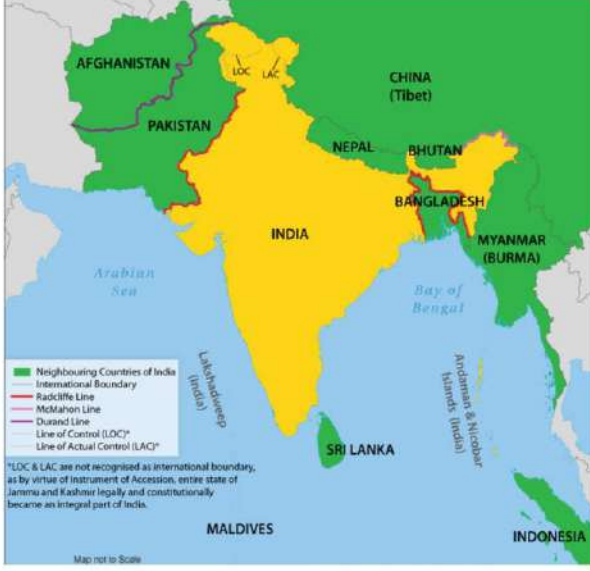 AFGHANISTAN
LOC
LAC
CHINA
(Tibet)
PAKISTAN
NEPAL
BHUTAN
BANGLADESH
INDIA
MYANMAR
(BURMA)
Arabian
Sea
Bay of
Bengal
Lakshadweep
(India)
Andaman & Nicobar
Islands (India)
Neighbouring Countries of India
International Boundary
Radcliffe Line
McMahon Line
Durand Line
Line of Control (LOC)*
Line of Actual Control (LAC)*
SRI LANKA
*LOC & LAC are not recognised as international boundary,
as by virtue of Instrument of Accession, entire state of
Jammu and Kashmir legally and constitutionally
became an integral part of India.
MALDIVES
INDONESIA
Map not to Scale